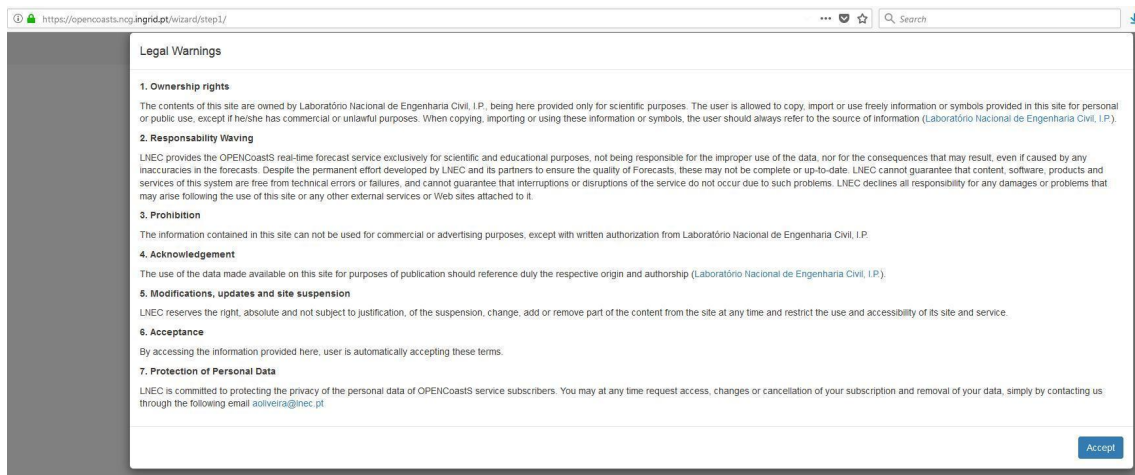 https://opencoasts.ncg.ingrid.pt/wizard/step1/
Search
Legal Warnings
1. Ownership rights
The contents of this site are owned by Laboratório Nacional de Engenharia Civil, I.P., being here provided only for scientific purposes. The user is allowed to copy, import or use freely information or symbols provided in this site for personal
or public use, except if he/she has commercial or unlawful purposes. When copying, importing or using these information or symbols, the user should always refer to the source of information (Laboratório Nacional de Engenharia Civil, I.P.).
2. Responsability Waving
LNEC provides the OPENCoastS real-time forecast service exclusively for scientific and educational purposes, not being responsible for the improper use of the data, nor for the consequences that may result, even if caused by any
inaccuracies in the forecasts. Despite the permanent effort developed by LNEC and its partners to ensure the quality of Forecasts, these may not be complete or up-to-date. LNEC cannot guarantee that content, software, products and
services of this system are free from technical errors or failures, and cannot guarantee that interruptions or disruptions of the service do not occur due to such problems. LNEC declines all responsibility for any damages or problems that
may arise following the use of this site or any other external services or Web sites attached to it.
3. Prohibition
The information contained in this site can not be used for commercial or advertising purposes, except with written authorization from Laboratório Nacional de Engenharia Civil, I.P.
4. Acknowledgement
The use of the data made available on this site for purposes of publication should reference duly the respective origin and authorship (Laboratório Nacional de Engenharia Civil, I.P.).
5. Modifications, updates and site suspension
LNEC reserves the right, absolute and not subject to justification, of the suspension, change, add or remove part of the content from the site at any time and restrict the use and accessibility of its site and service.
6. Acceptance
By accessing the information provided here, user is automatically accepting these terms.
7. Protection of Personal Data
LNEC is committed to protecting the privacy of the personal data of OPENCoastS service subscribers. You may at any time request access, changes or cancellation of your subscription and removal of your data, simply by contacting us
through the following email aoliveira@lnec.pt
Accept